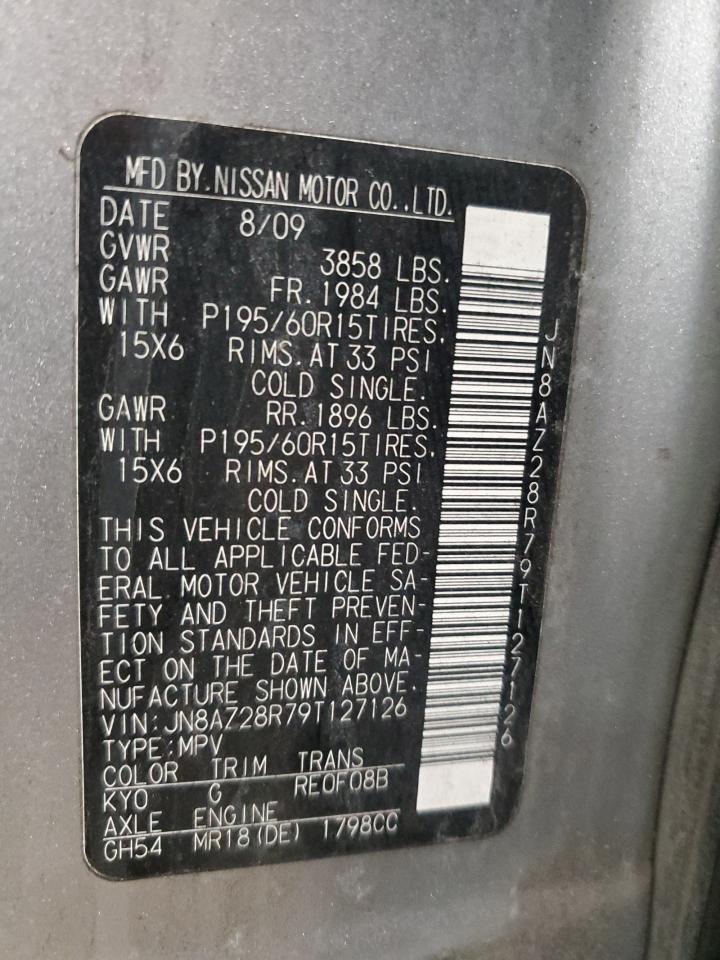 MFD BY.NISSAN MOTOR CO.,LTD.
DATE 8/09
GVWR 3858 LBS.
GAWR FR. 1984 LBS.
WITH P195/60R15TIRES.
15X6 RIMS.AT 33 PSI
COLD SINGLE.
GAWR RR. 1896 LBS.
WITH P195/60R15TIRES.
15X6 RIMS.AT 33 PSI
COLD SINGLE.
THIS VEHICLE CONFORMS
TO ALL APPLICABLE FED-
ERAL MOTOR VEHICLE SA-
FETY AND THEFT PREVEN-
TION STANDARDS IN EFF-
ECT ON THE DATE OF MA-
NUFACTURE SHOWN ABOVE.
VIN:JN8AZ28R79T127126
TYPE:MPV
COLOR TRIM TRANS
KYO G RE0F08B
AXLE ENGINE
GH54 MR18(DE) 1798CC
JN8AZ28R79T127126